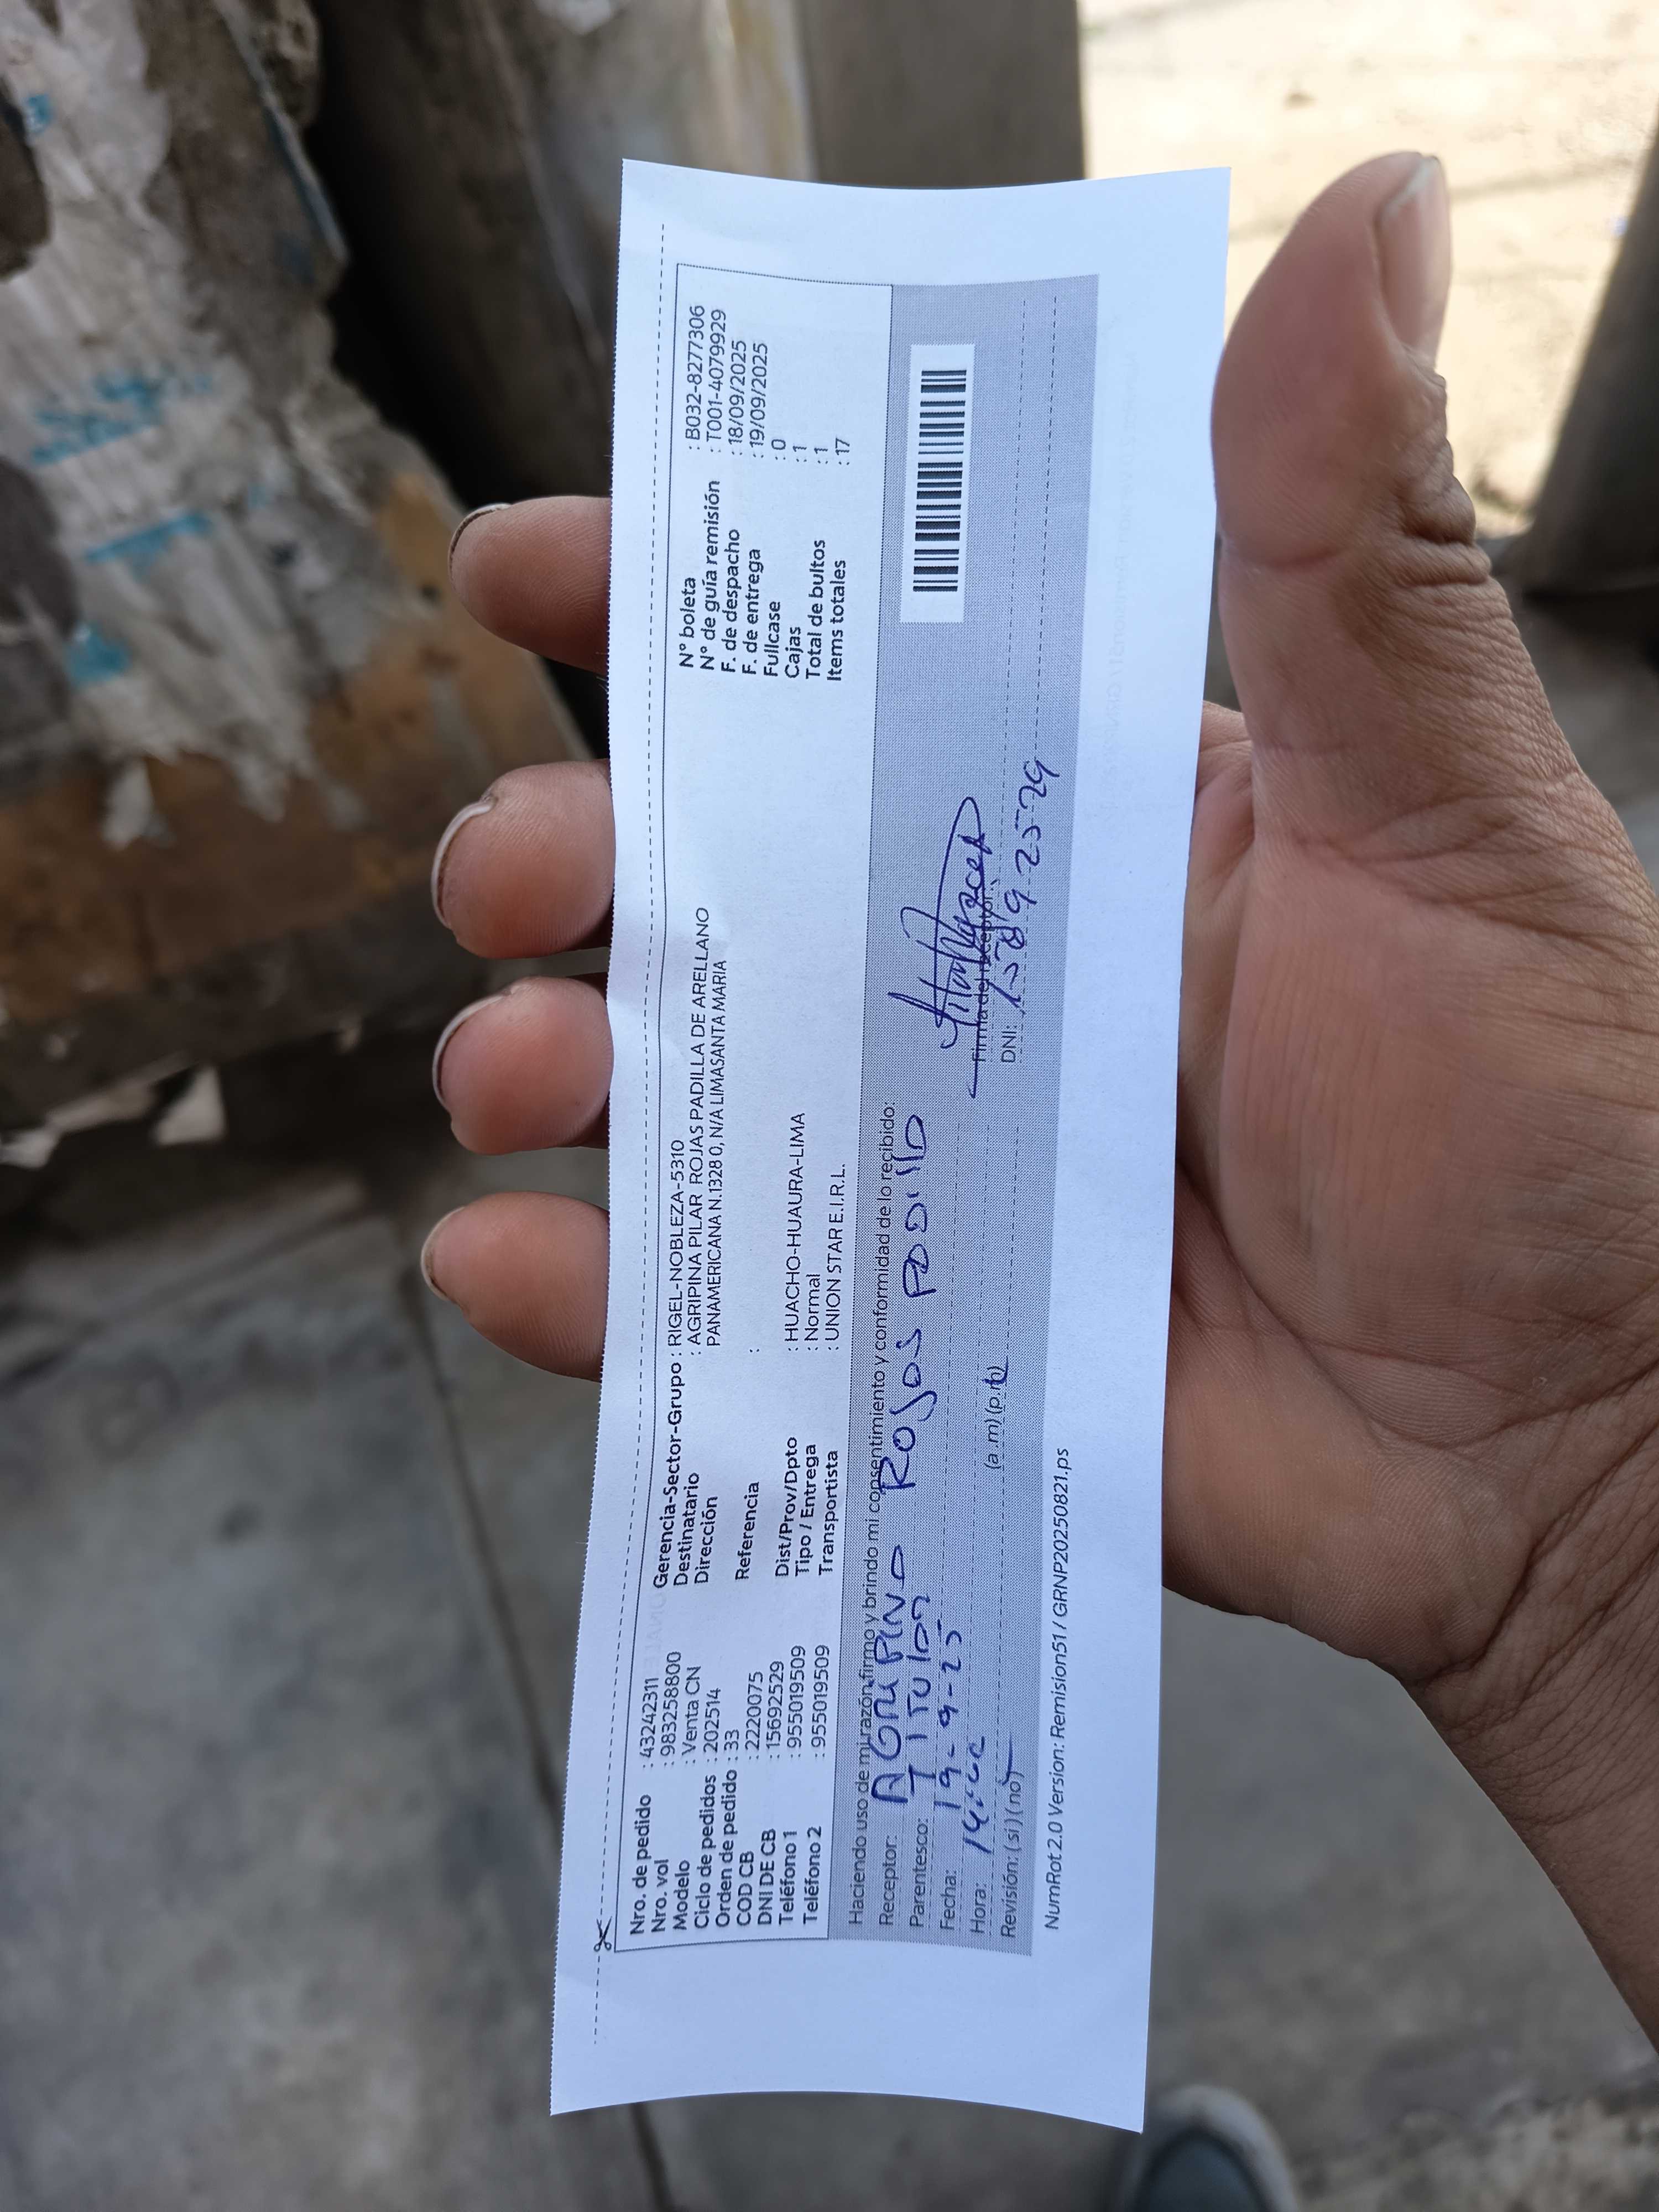 Nro. de pedido : 43242311
Nro. vol : 983258800
Modelo : Venta CN
Ciclo de pedidos : 202514
Orden de pedido : 33
COD CB : 2220075
DNI DE CB : 15692529
Teléfono 1 : 955019509
Teléfono 2 : 955019509
Gerencia-Sector-Grupo : RIGEL-NOBLEZA-5310
Destinatario : AGRIPINA PILAR ROJAS PADILLA DE ARELLANO
Dirección PANAMERICANA N.1328 0, N/A LIMASANTA MARIA
Referencia :
Dist/Prov/Dpto : HUACHO-HUAURA-LIMA
Tipo / Entrega : Normal
Transportista : UNION STAR E.I.R.L.
N° boleta : B032-8277306
N° de guía remisión : T001-4079929
F. de despacho : 18/09/2025
F. de entrega : 19/09/2025
Fullcase : 0
Cajas : 1
Total de bultos : 1
Items totales : 17
Haciendo uso de mi razón, firmo y brindo mi consentimiento y conformidad de lo recibido:
Receptor: AGRIPINA ROJAS PADILLA
Parentesco: TITULAR
Fecha: 19-9-25
Hora: (a.m) (p.m)
Revisión: (si) (no)
Firma del receptor
DNI:
NumRot 2.0 Version: Remision51 / GRNP20250821.ps